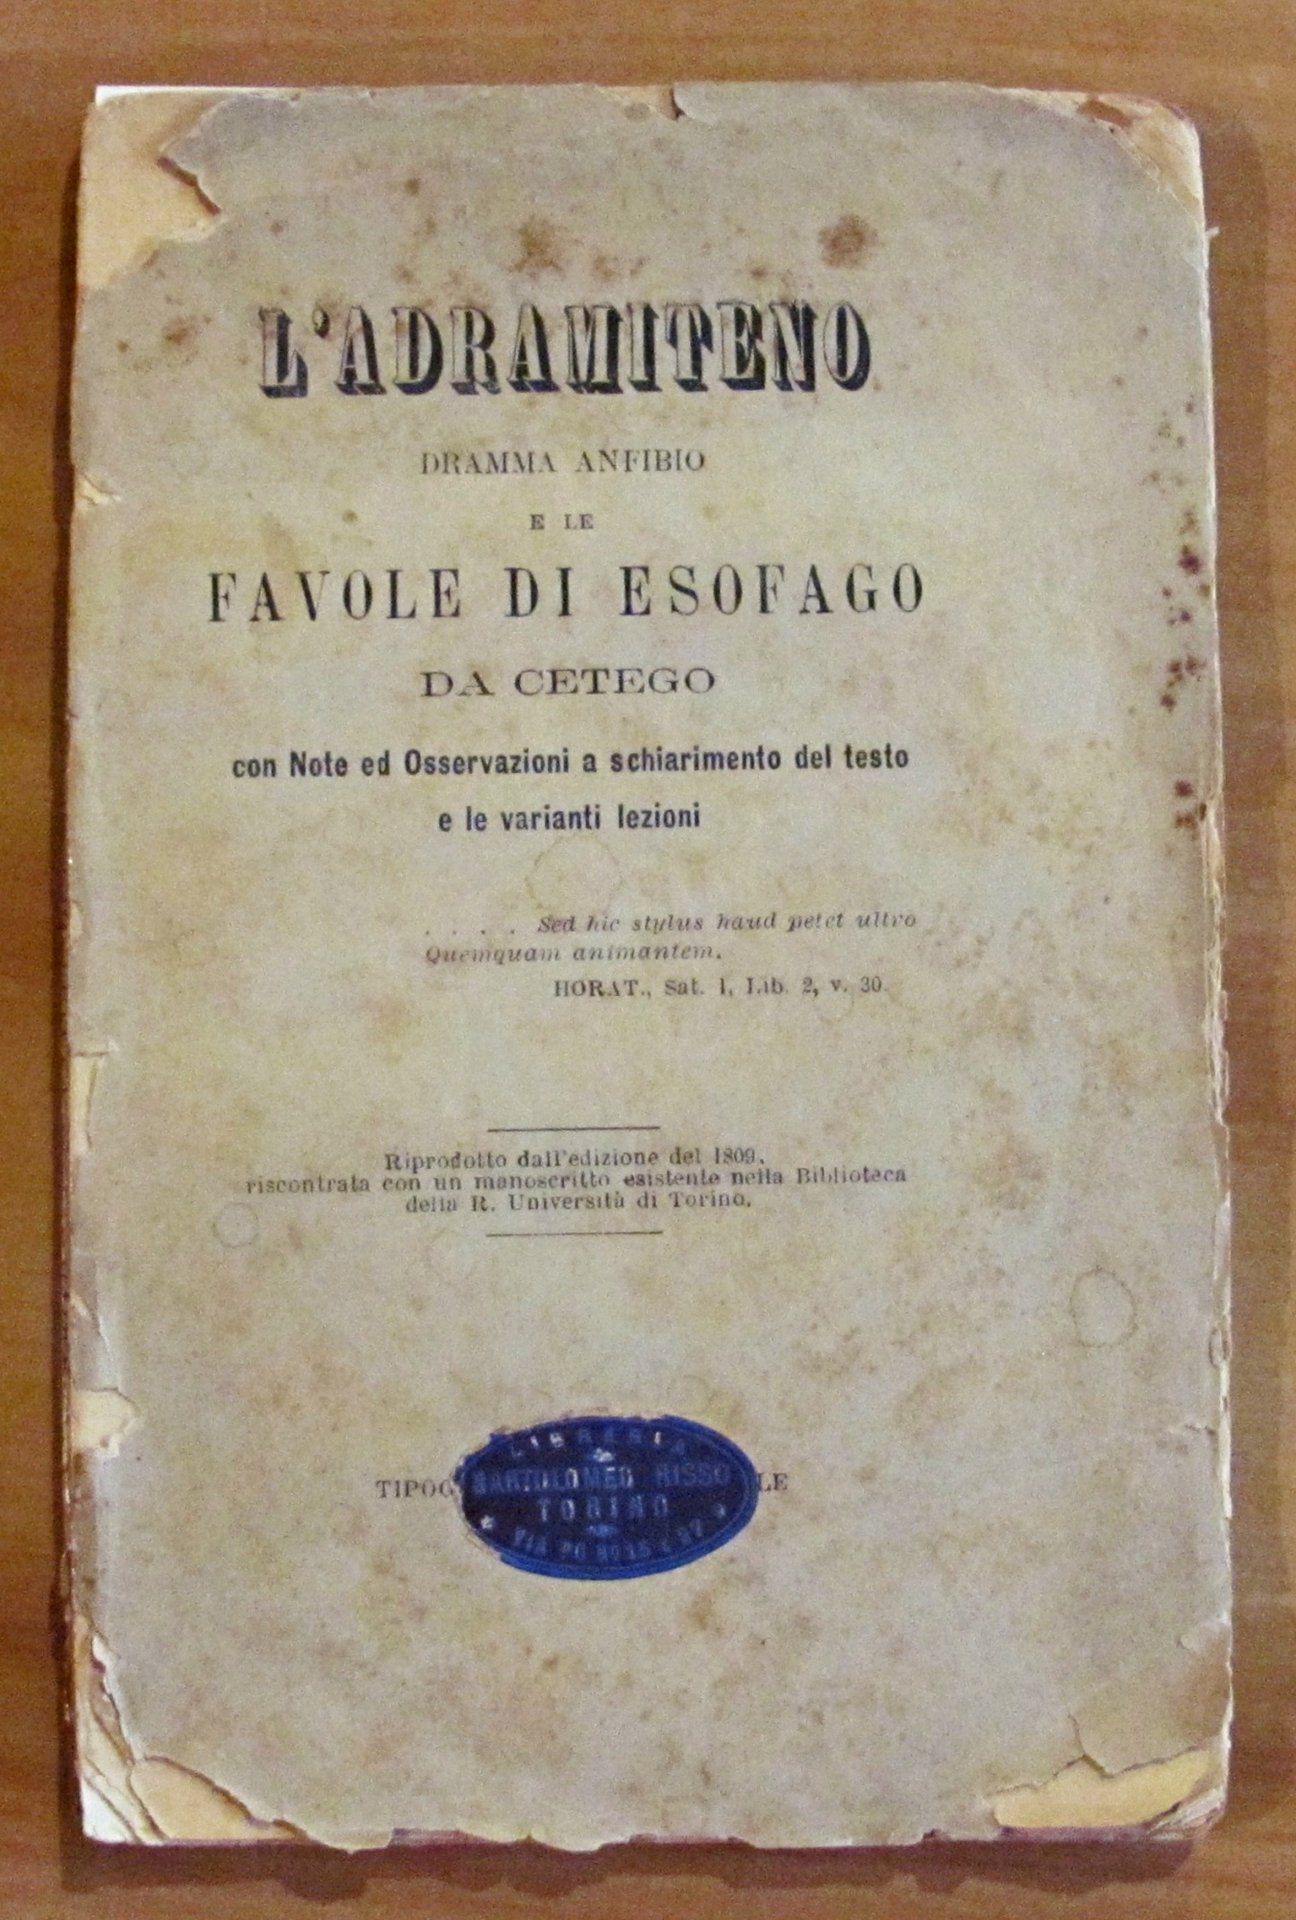 L'ADRAMITENO
DRAMMA ANFIBIO
E LE
FAVOLE DI ESOFAGO
DA CETEGO
con Note ed Osservazioni a schiarimento del testo
e le varianti lezioni
. . . . Sed hic stylus haud petet ultro
Quemquam animantem.
HORAT., Sat. 1, Lib. 2, v. 30.
Riprodotto dall'edizione del 1809,
riscontrata con un manoscritto esistente nella Biblioteca
della R. Università di Torino.
LIBRERIA
BARTOLOMEO RISSO
TORINO
VIA PO